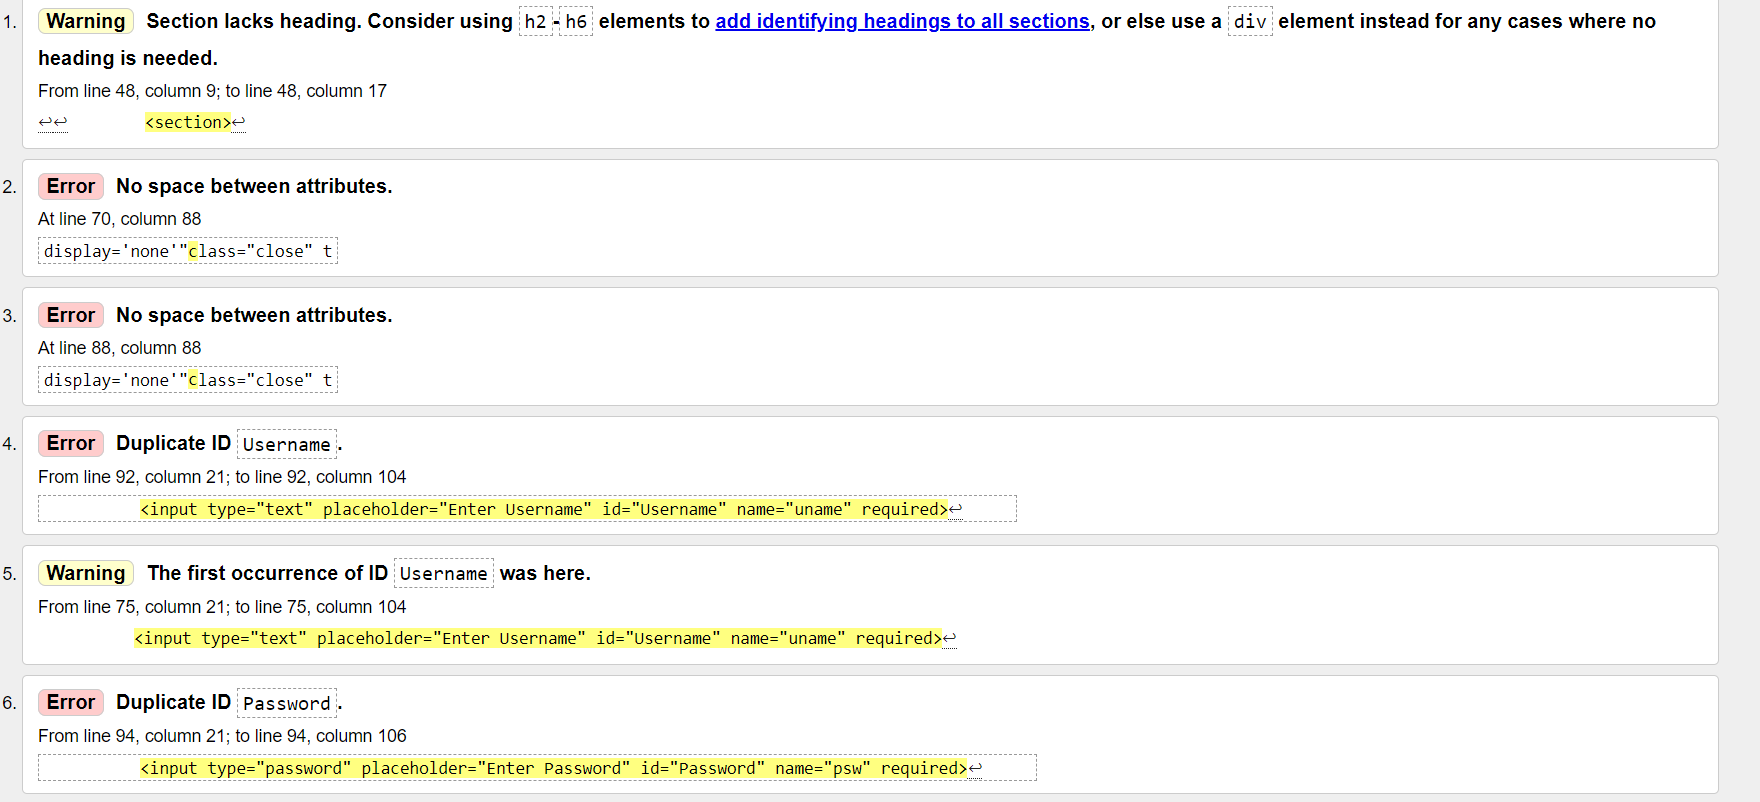 1. Warning Section lacks heading. Consider using h2-h6 elements to add identifying headings to all sections, or else use a div element instead for any cases where no
heading is needed.
From line 48, column 9; to line 48, column 17
↩↩ <section>↩
2. Error No space between attributes.
At line 70, column 88
display='none'"class="close" t
3. Error No space between attributes.
At line 88, column 88
display='none'"class="close" t
4. Error Duplicate ID Username.
From line 92, column 21; to line 92, column 104
<input type="text" placeholder="Enter Username" id="Username" name="uname" required>↩
5. Warning The first occurrence of ID Username was here.
From line 75, column 21; to line 75, column 104
<input type="text" placeholder="Enter Username" id="Username" name="uname" required>↩
6. Error Duplicate ID Password.
From line 94, column 21; to line 94, column 106
<input type="password" placeholder="Enter Password" id="Password" name="psw" required>↩